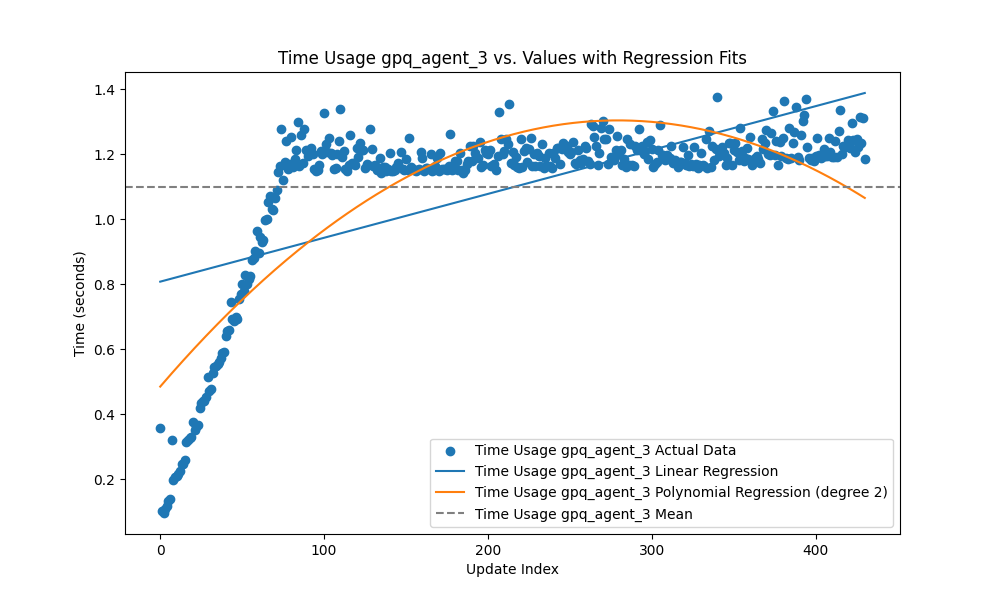 Time Usage gpq_agent_3 vs. Values with Regression Fits
Time (seconds)
1.4
1.2
1.0
0.8
0.6
0.4
0.2
Time Usage gpq_agent_3 Actual Data
Time Usage gpq_agent_3 Linear Regression
Time Usage gpq_agent_3 Polynomial Regression (degree 2)
Time Usage gpq_agent_3 Mean
0 100 200 300 400
Update Index